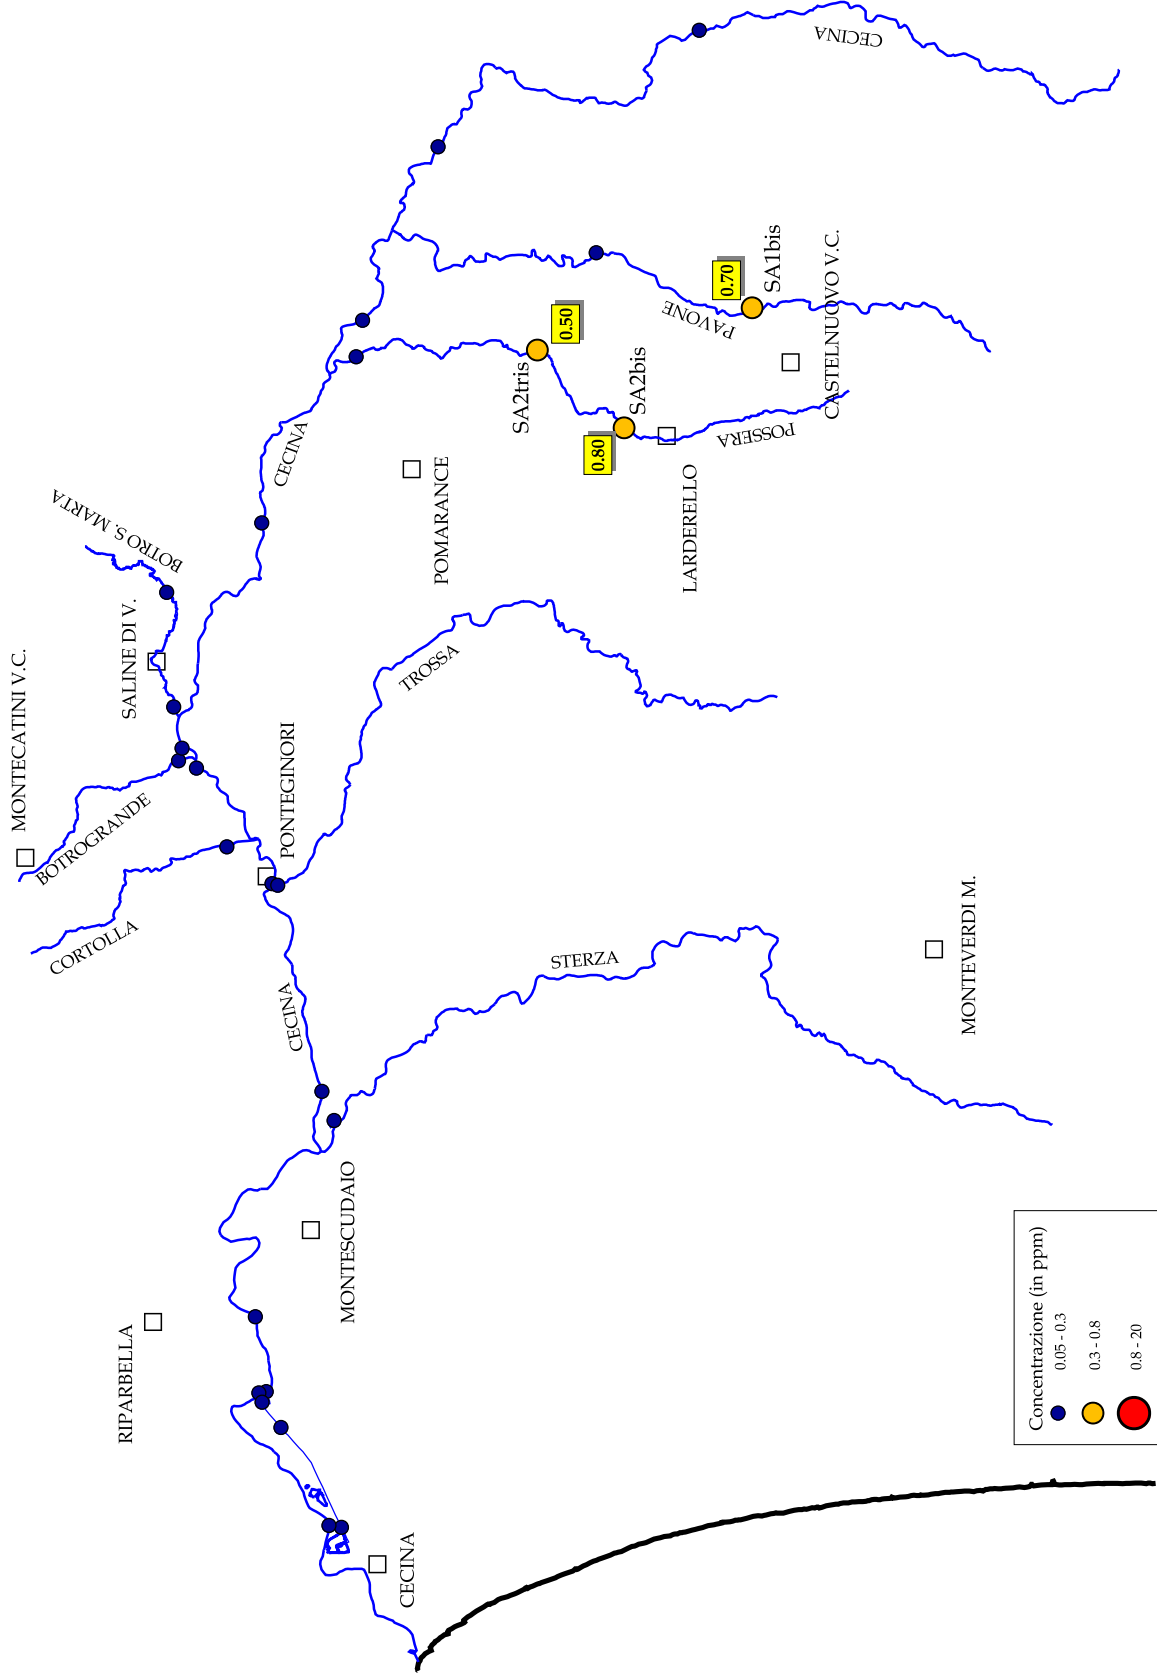 MONTECATINI V.C.
BOTROGRANDE
CORTOLLA
RIPARBELLA
SALINE DI V.
BOTRO S. MARTA
PONTEGINORI
CECINA
CECINA
MONTESCUDAIO
CECINA
TROSSA
POMARANCE
STERZA
SA2tris
0.50
0.80
SA2bis
LARDERELLO
POSSERA
PAVONE
0.70
SA1bis
CASTELNUOVO V.C.
CECINA
MONTEVERDI M.
Concentrazione (in ppm)
0.05 - 0.3
0.3 - 0.8
0.8 - 20